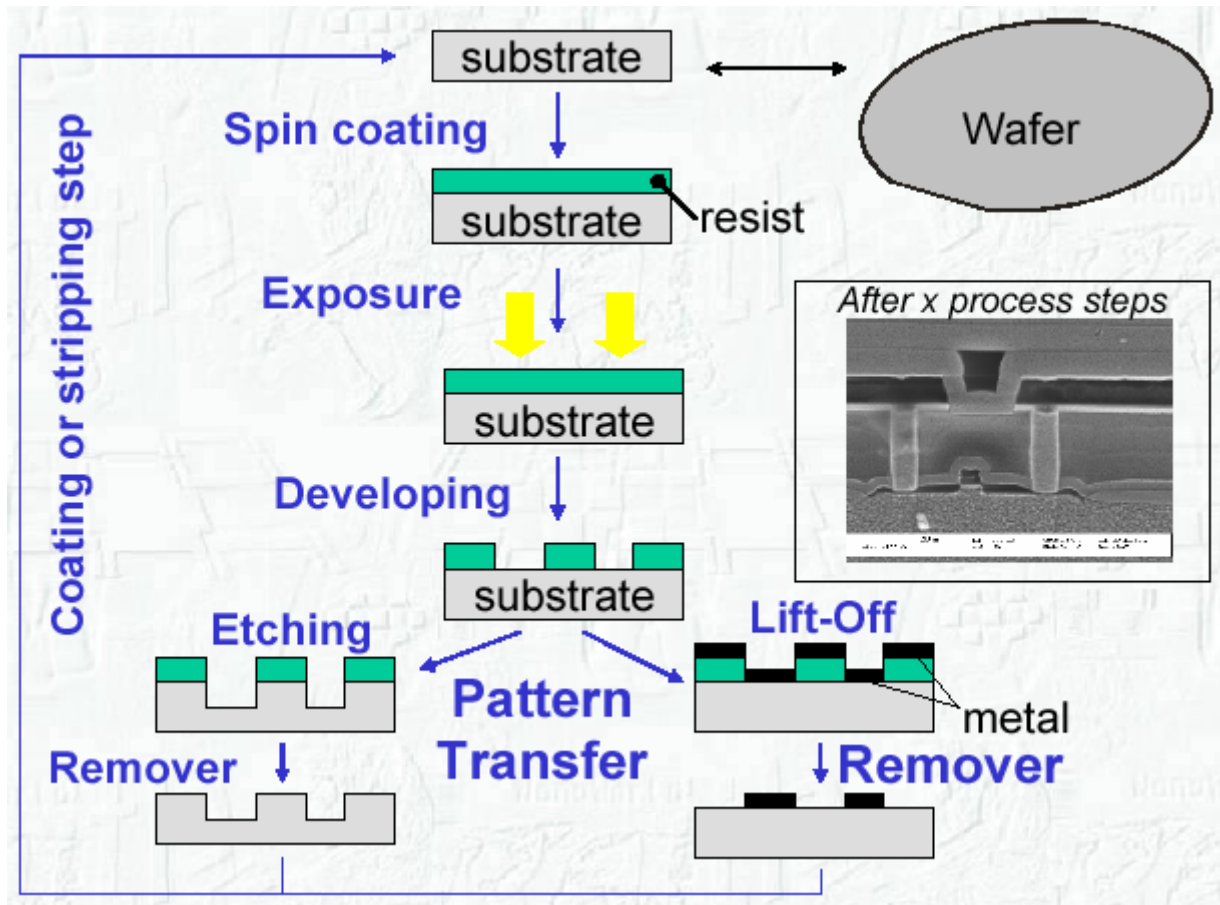 substrate
Wafer
Spin coating
substrate
resist
Coating or stripping step
Exposure
After x process steps
substrate
Developing
substrate
Etching
Lift-Off
Pattern
Transfer
metal
Remover
Remover